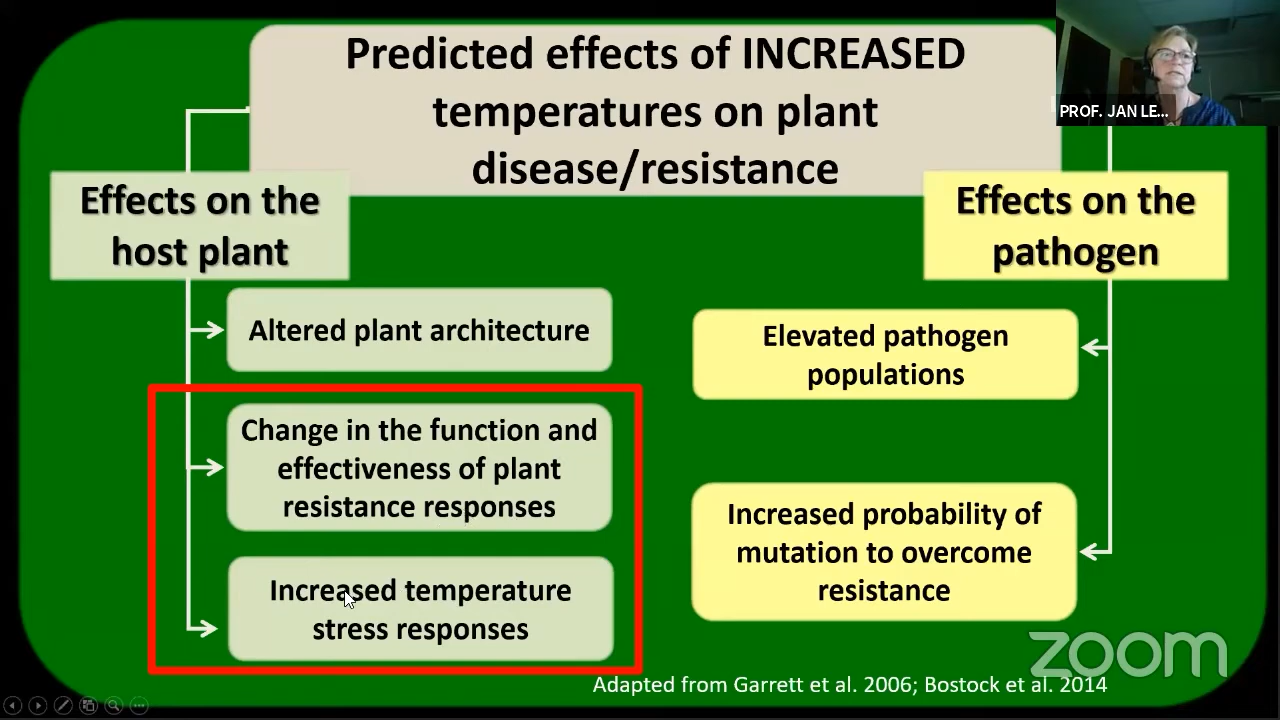 Predicted effects of INCREASED
temperatures on plant
disease/resistance
PROF. JAN LE...
Effects on the
host plant
Effects on the
pathogen
Altered plant architecture
Change in the function and
effectiveness of plant
resistance responses
Increased temperature
stress responses
Elevated pathogen
populations
Increased probability of
mutation to overcome
resistance
zoom
Adapted from Garrett et al. 2006; Bostock et al. 2014